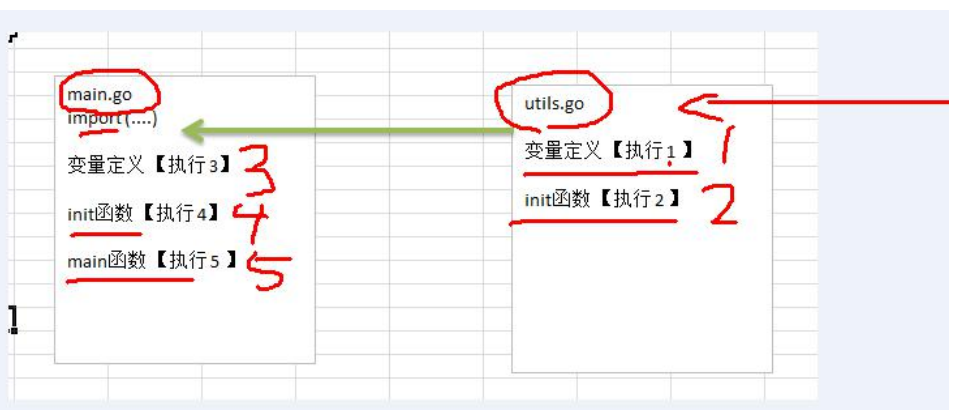 main.go
import (....)
变量定义【执行3】 3
init函数【执行4】 4
main函数【执行5 】 5
utils.go
变量定义【执行1 】 1
init函数【执行2 】 2